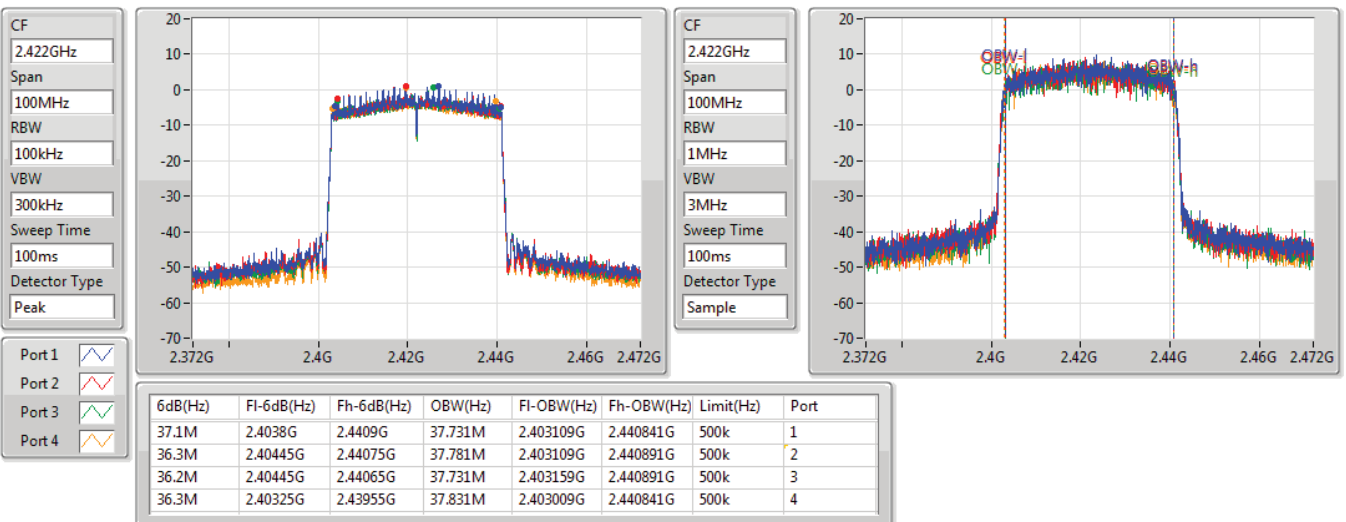 CF
2.422GHz
Span
100MHz
RBW
100kHz
VBW
300kHz
Sweep Time
100ms
Detector Type
Peak
Port 1
Port 2
Port 3
Port 4
20
10
0
-10
-20
-30
-40
-50
-60
-70
2.372G 2.4G 2.42G 2.44G 2.46G 2.472G
CF
2.422GHz
Span
100MHz
RBW
1MHz
VBW
3MHz
Sweep Time
100ms
Detector Type
Sample
20
10
0
-10
-20
-30
-40
-50
-60
-70
OBW-l
OBW-h
2.372G 2.4G 2.42G 2.44G 2.46G 2.472G
6dB(Hz) Fl-6dB(Hz) Fh-6dB(Hz) OBW(Hz) Fl-OBW(Hz) Fh-OBW(Hz) Limit(Hz) Port
37.1M 2.4038G 2.4409G 37.731M 2.403109G 2.440841G 500k 1
36.3M 2.40445G 2.44075G 37.781M 2.403109G 2.440891G 500k 2
36.2M 2.40445G 2.44065G 37.731M 2.403159G 2.440891G 500k 3
36.3M 2.40325G 2.43955G 37.831M 2.403009G 2.440841G 500k 4